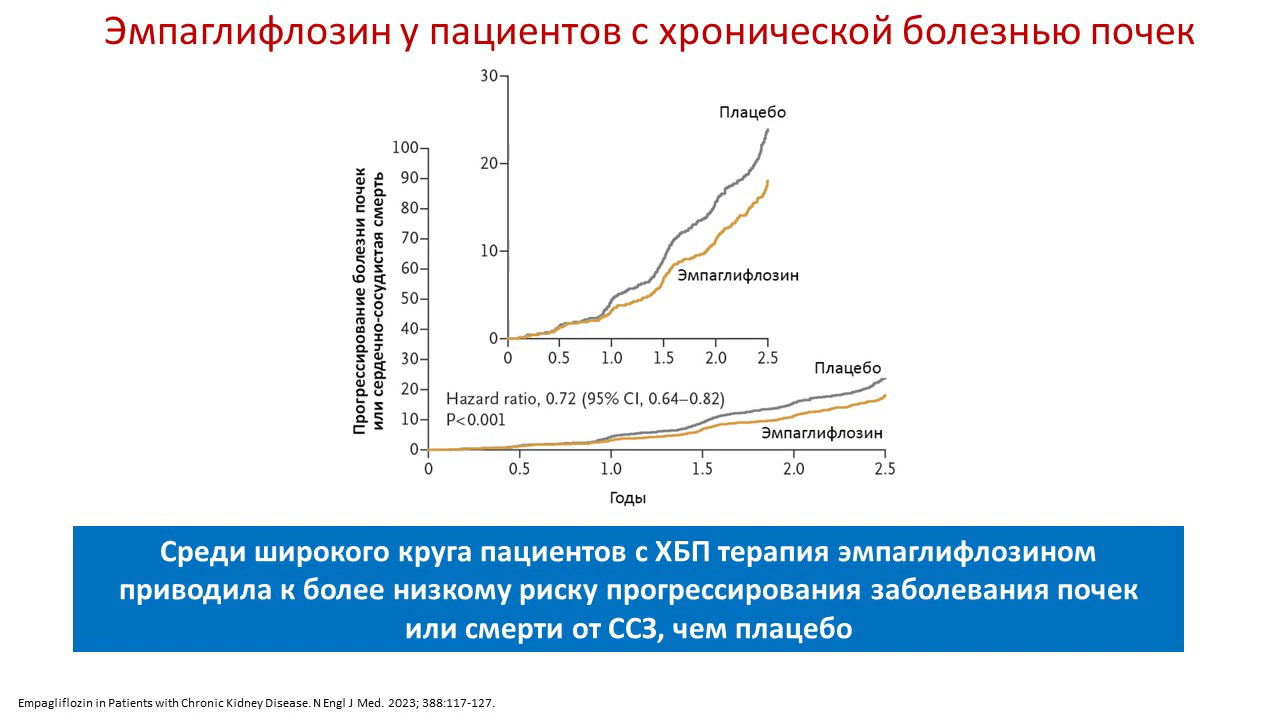 Эмпаглифлозин у пациентов с хронической болезнью почек
30
20
10
0
0 0.5 1.0 1.5 2.0 2.5
Плацебо
Эмпаглифлозин
Прогрессирование болезни почек
или сердечно-сосудистая смерть
100
90
80
70
60
50
40
30
20
10
0
Hazard ratio, 0.72 (95% CI, 0.64–0.82)
P<0.001
Плацебо
Эмпаглифлозин
0 0.5 1.0 1.5 2.0 2.5
Годы
Среди широкого круга пациентов с ХБП терапия эмпаглифлозином
приводила к более низкому риску прогрессирования заболевания почек
или смерти от ССЗ, чем плацебо
Empagliflozin in Patients with Chronic Kidney Disease. N Engl J Med. 2023; 388:117-127.